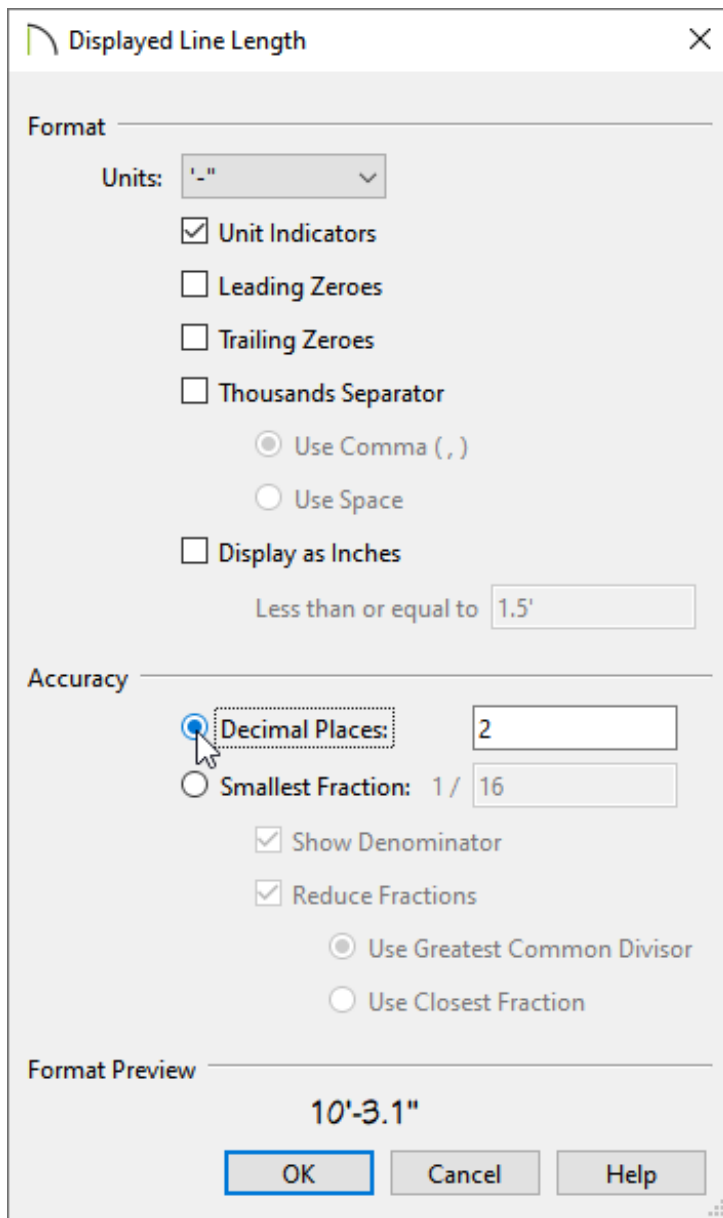 Displayed Line Length
Format
Units: '-"
Unit Indicators
Leading Zeroes
Trailing Zeroes
Thousands Separator
Use Comma ( , )
Use Space
Display as Inches
Less than or equal to 1.5'
Accuracy
Decimal Places: 2
Smallest Fraction: 1 / 16
Show Denominator
Reduce Fractions
Use Greatest Common Divisor
Use Closest Fraction
Format Preview
10'-3.1"
OK Cancel Help